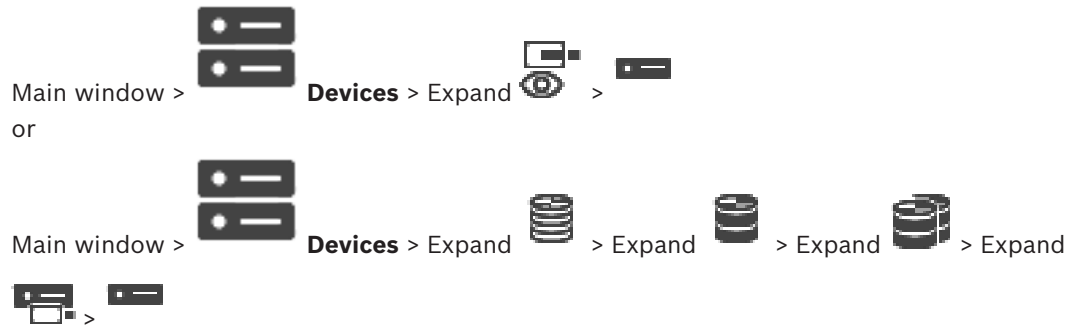 Main window > Devices > Expand >
or
Main window > Devices > Expand > Expand > Expand > Expand
>